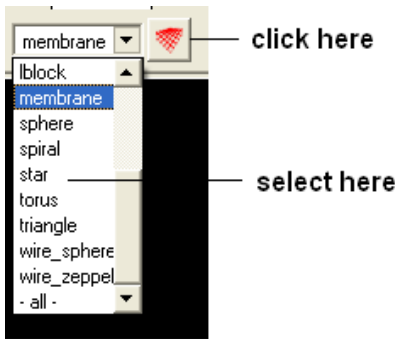 membrane
click here
lblock
membrane
sphere
spiral
star
select here
torus
triangle
wire_sphere
wire_zeppel
- all -